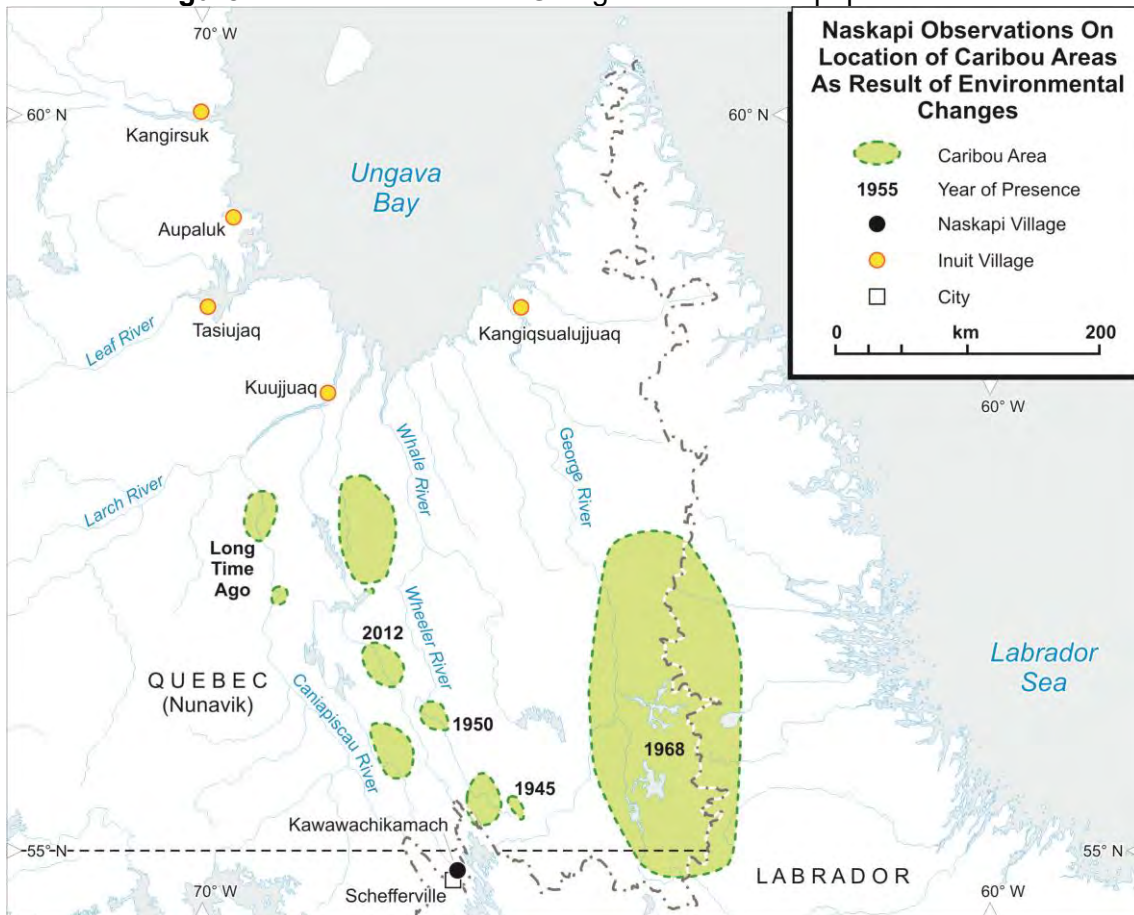 70° W
Naskapi Observations On
Location of Caribou Areas
As Result of Environmental
Changes
Caribou Area
1955 Year of Presence
Naskapi Village
Inuit Village
City
0 km 200
60° N
60° N
Kangirsuk
Ungava
Bay
Aupaluk
Tasiujaq
Kangiqsualujjuaq
Leaf River
Kuujjuaq
60° W
Whale River
George River
Larch River
Long
Time
Ago
Wheeler River
2012
QUEBEC
(Nunavik)
Caniapiscau River
Labrador
Sea
1950
1968
1945
Kawawachikamach
55° N
55° N
Schefferville
LABRADOR
70° W
60° W